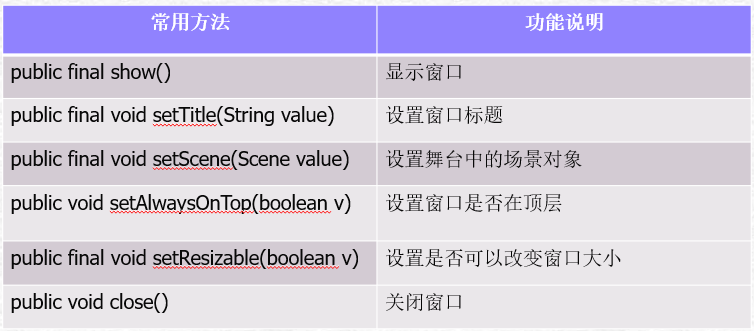 常用方法 功能说明
public final show() 显示窗口
public final void setTitle(String value) 设置窗口标题
public final void setScene(Scene value) 设置舞台中的场景对象
public void setAlwaysOnTop(boolean v) 设置窗口是否在顶层
public final void setResizable(boolean v) 设置是否可以改变窗口大小
public void close() 关闭窗口